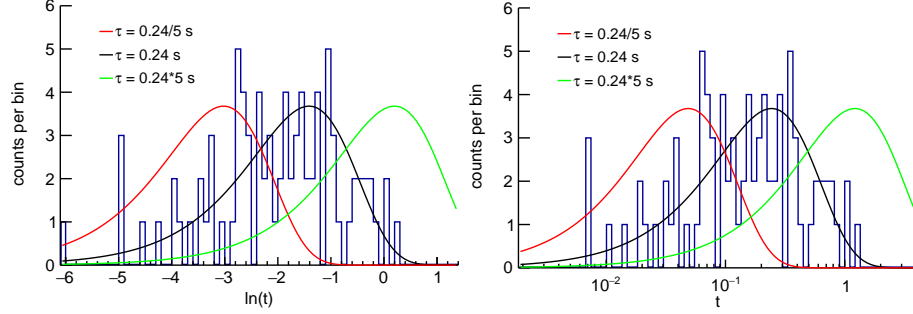 6
5
4
3
2
1
0
counts per bin
τ = 0.24/5 s
τ = 0.24 s
τ = 0.24*5 s
−6 −5 −4 −3 −2 −1 0 1
ln(t)
6
5
4
3
2
1
0
counts per bin
τ = 0.24/5 s
τ = 0.24 s
τ = 0.24*5 s
10−2 10−1 1
t